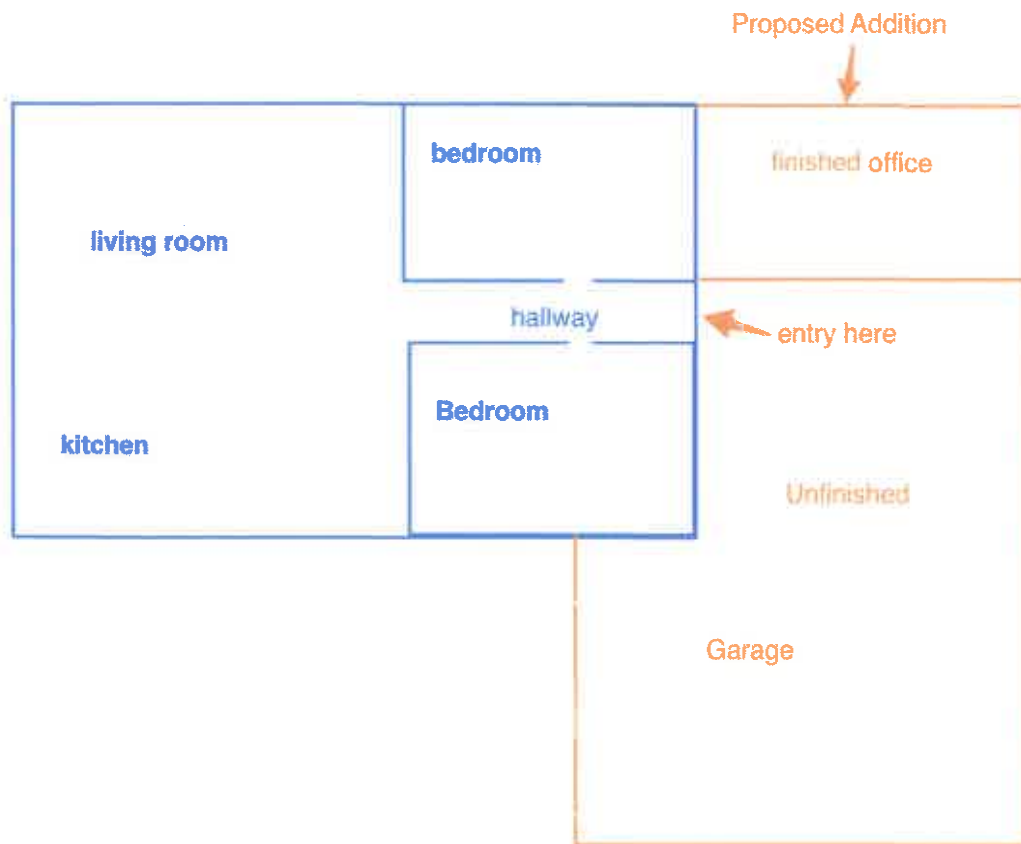 Proposed Addition
bedroom
finished office
living room
hallway
entry here
Bedroom
kitchen
Unfinished
Garage